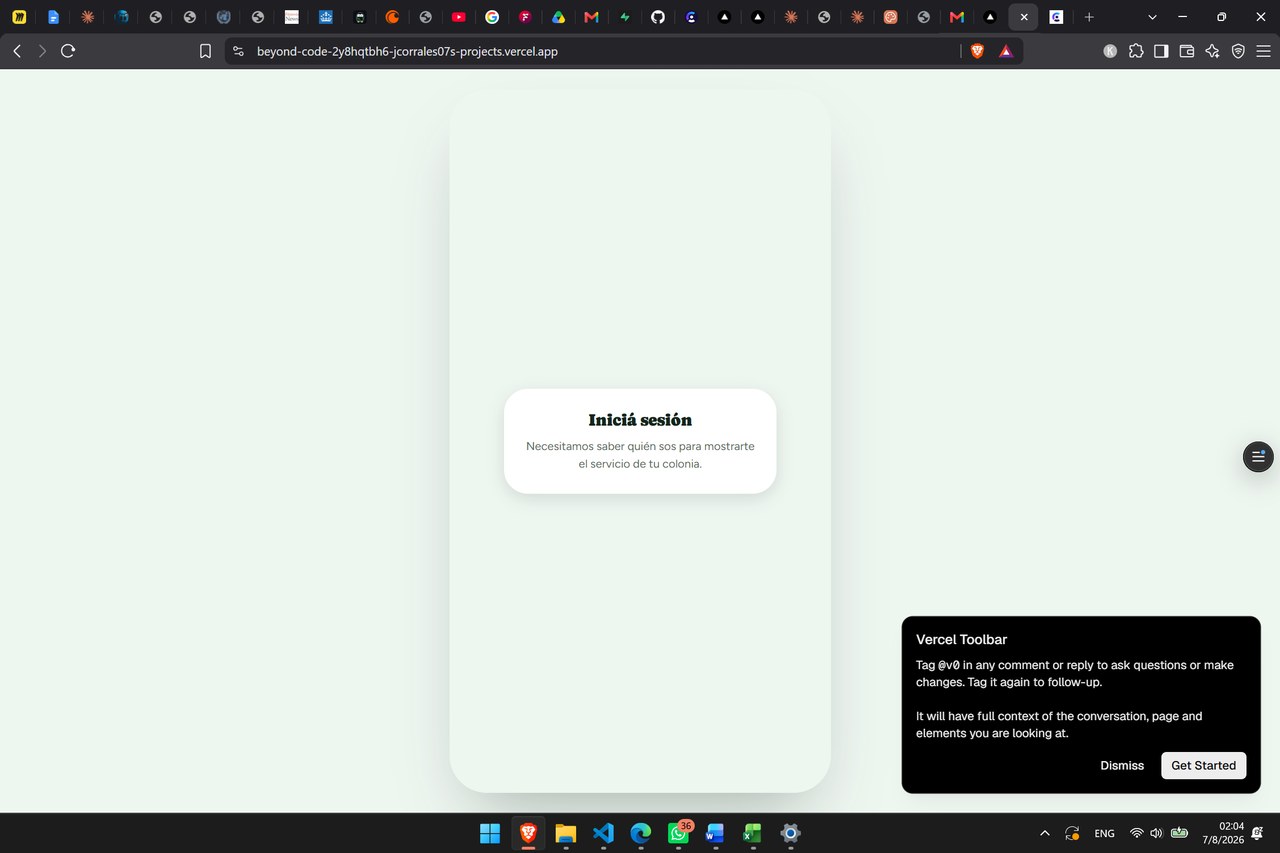 beyond-code-2y8hqtbh6-jcorrales07s-projects.vercel.app
Iniciá sesión
Necesitamos saber quién sos para mostrarte
el servicio de tu colonia.
Vercel Toolbar
Tag @v0 in any comment or reply to ask questions or make
changes. Tag it again to follow-up.
It will have full context of the conversation, page and
elements you are looking at.
Dismiss
Get Started
36
ENG
02:04
7/8/2026